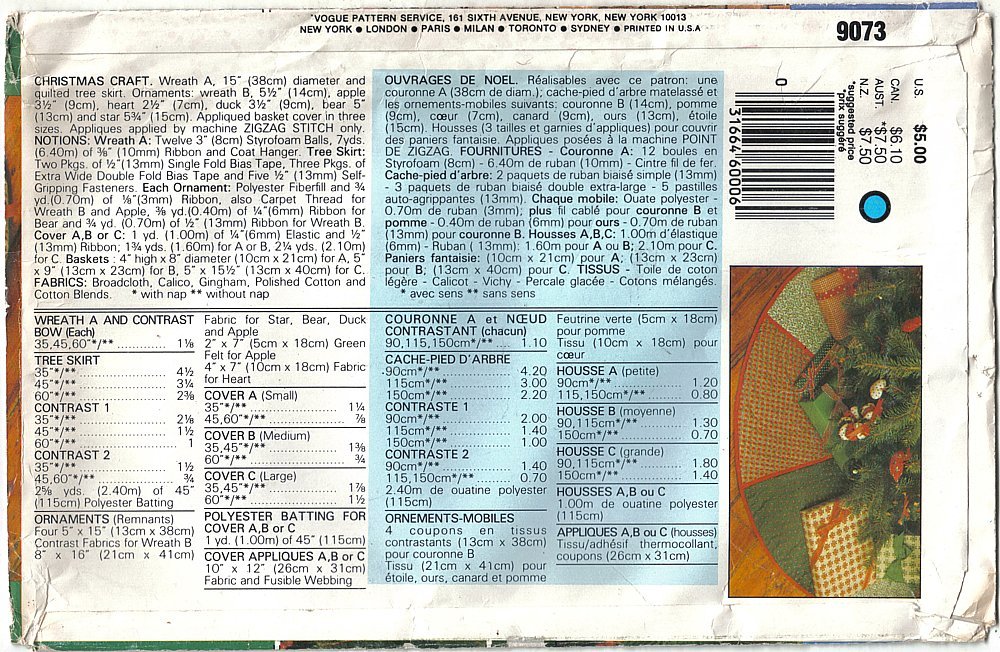 *VOGUE PATTERN SERVICE, 161 SIXTH AVENUE, NEW YORK, NEW YORK 10013
NEW YORK ● LONDON ● PARIS ● MILAN ● TORONTO ● SYDNEY ● PRINTED IN U.S.A
9073
CHRISTMAS CRAFT. Wreath A, 15" (38cm) diameter and
quilted tree skirt. Ornaments: wreath B, 5½" (14cm), apple
3½" (9cm), heart 2½" (7cm), duck 3½" (9cm), bear 5"
(13cm) and star 5¾" (15cm). Appliqued basket cover in three
sizes. Appliques applied by machine ZIGZAG STITCH only.
NOTIONS: Wreath A: Twelve 3" (8cm) Styrofoam Balls, 7yds.
(6.40m) of ⅜" (10mm) Ribbon and Coat Hanger. Tree Skirt:
Two Pkgs. of ½"(13mm) Single Fold Bias Tape, Three Pkgs. of
Extra Wide Double Fold Bias Tape and Five ½" (13mm) Self-
Gripping Fasteners. Each Ornament: Polyester Fiberfill and ¾
yd.(0.70m) of ⅛"(3mm) Ribbon, also Carpet Thread for
Wreath B and Apple, ⅜ yd.(0.40m) of ¼"(6mm) Ribbon for
Bear and ¾ yd. (0.70m) of ½" (13mm) Ribbon for Wreath B.
Cover A,B or C: 1 yd. (1.00m) of ¼"(6mm) Elastic and ½"
(13mm) Ribbon; 1¾ yds. (1.60m) for A or B, 2¼ yds. (2.10m)
for C. Baskets : 4" high x 8" diameter (10cm x 21cm) for A, 5"
x 9" (13cm x 23cm) for B, 5" x 15½" (13cm x 40cm) for C.
FABRICS: Broadcloth, Calico, Gingham, Polished Cotton and
Cotton Blends. * with nap ** without nap
OUVRAGES DE NOEL. Réalisables avec ce patron: une
couronne A (38cm de diam.); cache-pied d'arbre matelassé et
les ornements-mobiles suivants: couronne B (14cm), pomme
(9cm), cœur (7cm), canard (9cm), ours (13cm), étoile
(15cm). Housses (3 tailles et garnies d'appliques) pour couvrir
des paniers fantaisie. Appliques posées à la machine POINT
DE ZIGZAG. FOURNITURES - Couronne A: 12 boules en
Styrofoam (8cm) - 6.40m de ruban (10mm) - Cintre fil de fer.
Cache-pied d'arbre: 2 paquets de ruban biaisé simple (13mm)
- 3 paquets de ruban biaisé double extra-large - 5 pastilles
auto-agrippantes (13mm). Chaque mobile: Ouate polyester -
0.70m de ruban (3mm); plus fil cablé pour couronne B et
pomme - 0.40m de ruban (6mm) pour ours - 0.70m de ruban
(13mm) pour couronne B. Housses A,B,C: 1.00m d'élastique
(6mm) - Ruban ( 13mm): 1.60m pour A ou B; 2.10m pour C.
Paniers fantaisie: (10cm x 21cm) pour A; (13cm x 23cm)
pour B; (13cm x 40cm) pour C. TISSUS - Toile de coton
légère - Calicot - Vichy - Percale glacée - Cotons mélangés.
* avec sens ** sans sens
U.S. $5.00
CAN. $6.10
AUST. *$7.50
N.Z. $7.50
*suggested price
*prix suggéré
0
31664160006
WREATH A AND CONTRAST
BOW (Each)
35,45,60"*/** .......... 1⅛
TREE SKIRT
35"*/** .......... 4½
45"*/** .......... 3¼
60"*/** .......... 2⅜
CONTRAST 1
35"*/** .......... 2⅛
45"*/** .......... 1½
60"*/** .......... 1
CONTRAST 2
35"*/** .......... 1½
45,60"*/** .......... ¾
2⅝ yds. (2.40m) of 45"
(115cm) Polyester Batting
ORNAMENTS (Remnants)
Four 5" x 15" (13cm x 38cm)
Contrast Fabrics for Wreath B
8" x 16" (21cm x 41cm)
Fabric for Star, Bear, Duck
and Apple
2" x 7" (5cm x 18cm) Green
Felt for Apple
4" x 7" (10cm x 18cm) Fabric
for Heart
COVER A (Small)
35"*/** .......... 1¼
45,60"*/** .......... ⅞
COVER B (Medium)
35,45"*/** .......... 1⅜
60"*/** .......... ¾
COVER C (Large)
35,45"*/** .......... 1⅞
60"*/** .......... 1½
POLYESTER BATTING FOR
COVER A,B or C
1 yd. (1.00m) of 45" (115cm)
COVER APPLIQUES A,B or C
10" x 12" (26cm x 31cm)
Fabric and Fusible Webbing
COURONNE A et NŒUD
CONTRASTANT (chacun)
90,115,150cm*/** .......... 1.10
CACHE-PIED D'ARBRE
90cm*/** .......... 4.20
115cm*/** .......... 3.00
150cm*/** .......... 2.20
CONTRASTE 1
90cm*/** .......... 2.00
115cm*/** .......... 1.40
150cm*/** .......... 1.00
CONTRASTE 2
90cm*/** .......... 1.40
115,150cm*/** .......... 0.70
2.40m de ouatine polyester
(115cm)
ORNEMENTS-MOBILES
4 coupons en tissus
contrastants (13cm x 38cm)
pour couronne B
Tissu (21cm x 41cm) pour
étoile, ours, canard et pomme
Feutrine verte (5cm x 18cm)
pour pomme
Tissu (10cm x 18cm) pour
cœur
HOUSSE A (petite)
90cm*/** .......... 1.20
115,150cm*/** .......... 0.80
HOUSSE B (moyenne)
90,115cm*/** .......... 1.30
150cm*/** .......... 0.70
HOUSSE C (grande)
90,115cm*/** .......... 1.80
150cm*/** .......... 1.40
HOUSSES A,B ou C
1.00m de ouatine polyester
(115cm)
APPLIQUES A,B ou C (housses)
Tissu/adhésif thermocollant,
coupons (26cm x 31cm)